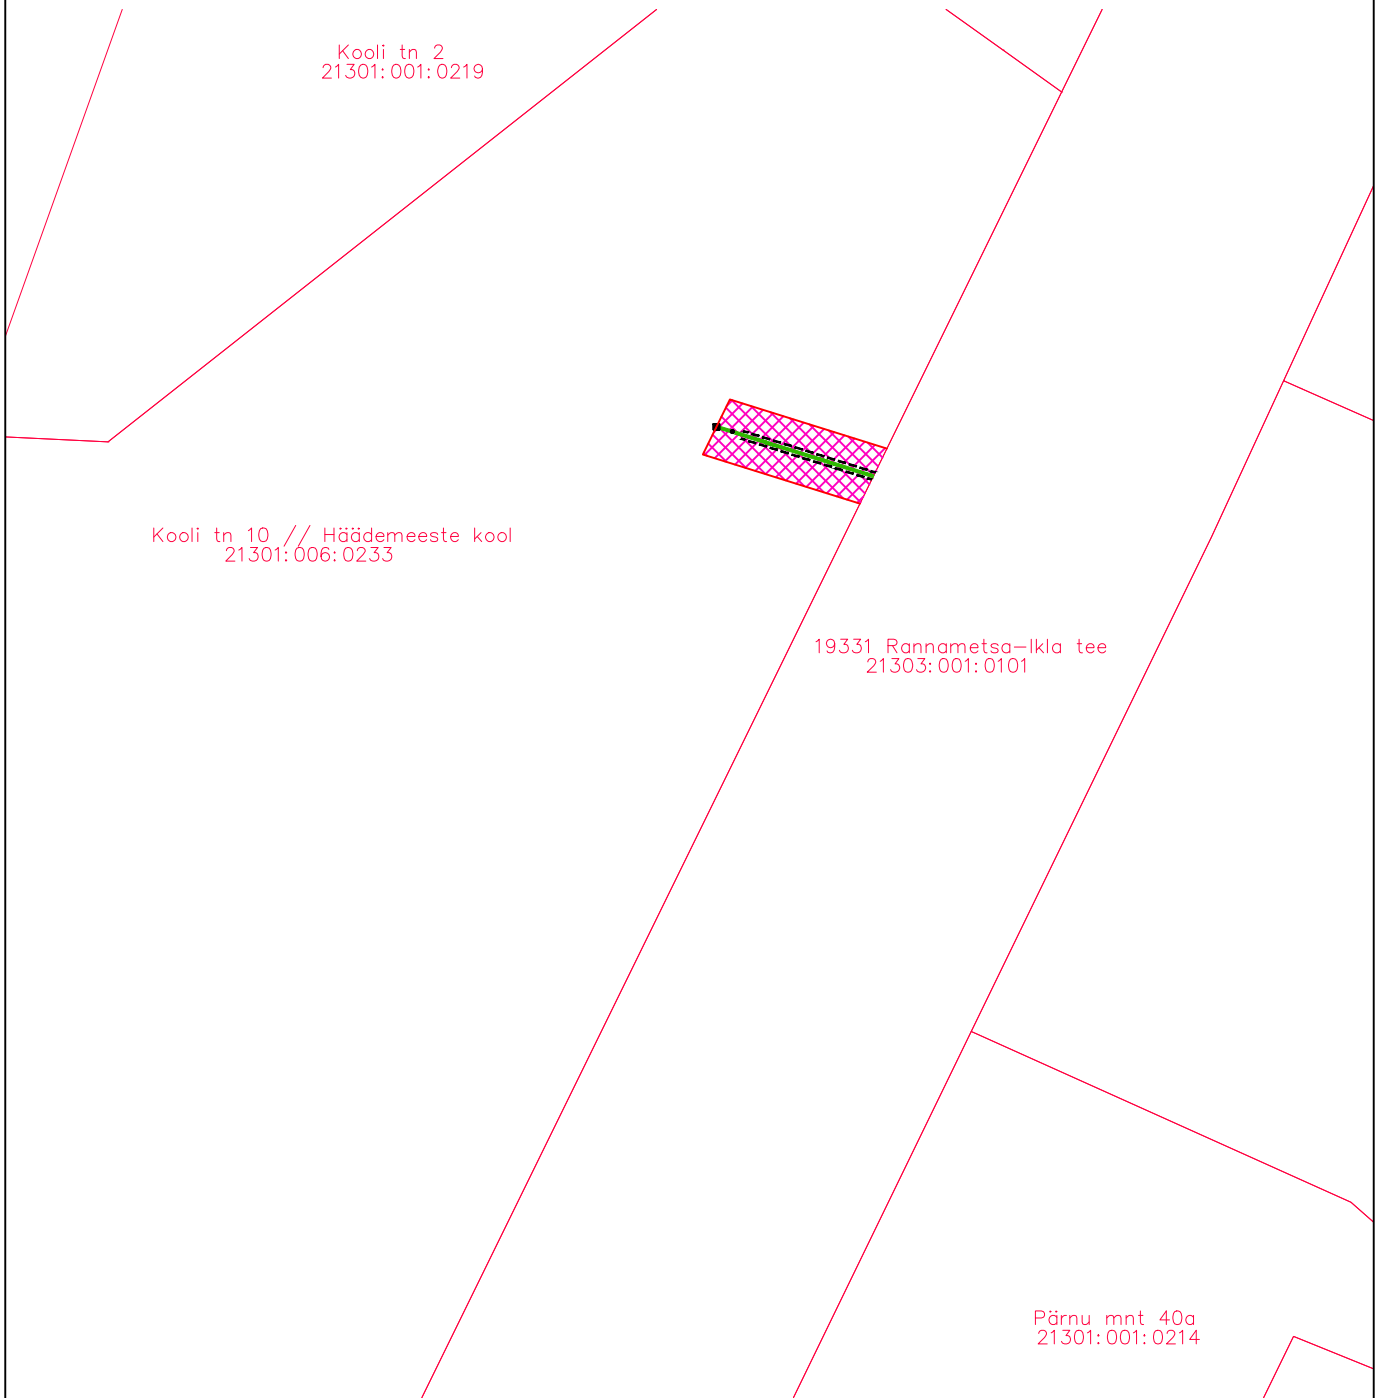 Kooli tn 2
21301:001:0219
Kooli tn 10 // Häädemeeste kool
21301:006:0233
19331 Rannametsa-Ikla tee
21303:001:0101
Pärnu mnt 40a
21301:001:0214